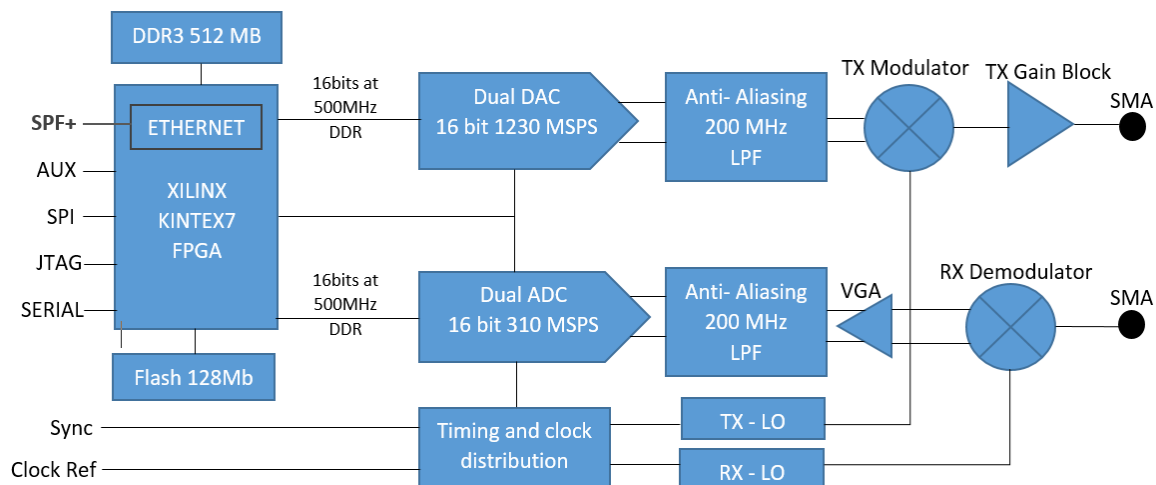 DDR3 512 MB
SPF+
AUX
SPI
JTAG
SERIAL
ETHERNET
XILINX
KINTEX7
FPGA
Flash 128Mb
16bits at
500MHz
DDR
Dual DAC
16 bit 1230 MSPS
Anti- Aliasing
200 MHz
LPF
TX Modulator
TX Gain Block
SMA
16bits at
500MHz
DDR
Dual ADC
16 bit 310 MSPS
Anti- Aliasing
200 MHz
LPF
VGA
RX Demodulator
SMA
Sync
Clock Ref
Timing and clock
distribution
TX - LO
RX - LO